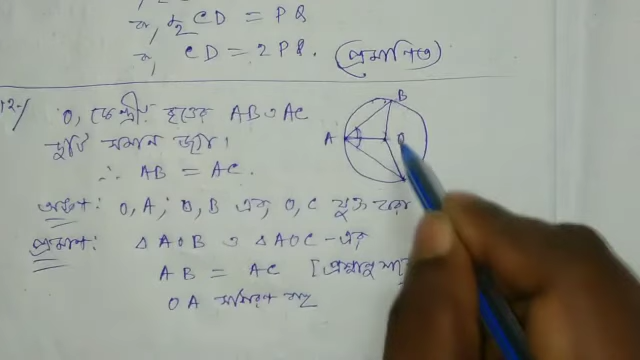 বা, ½ CD = PQ
বা, CD = 2PQ. (প্রমাণিত)
12./ O, কেন্দ্রীয় বৃত্তের AB ও AC
দুটি সমান জ্যা।
∴ AB = AC.
A B
অঙ্কন: O, A; O, B এবং O, C যুক্ত করা
প্রমাণ: Δ AOB ও Δ AOC-এর
AB = AC
OA সাধারণ বাহু